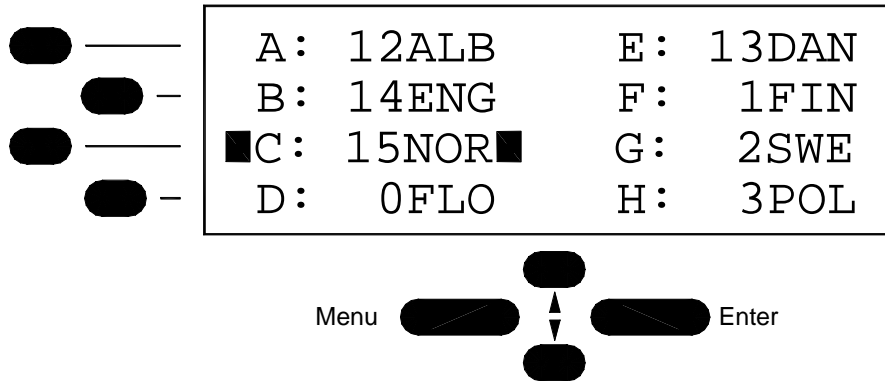 A: 12ALB E: 13DAN
B: 14ENG F: 1FIN
C: 15NOR G: 2SWE
D: 0FLO H: 3POL
Menu Enter